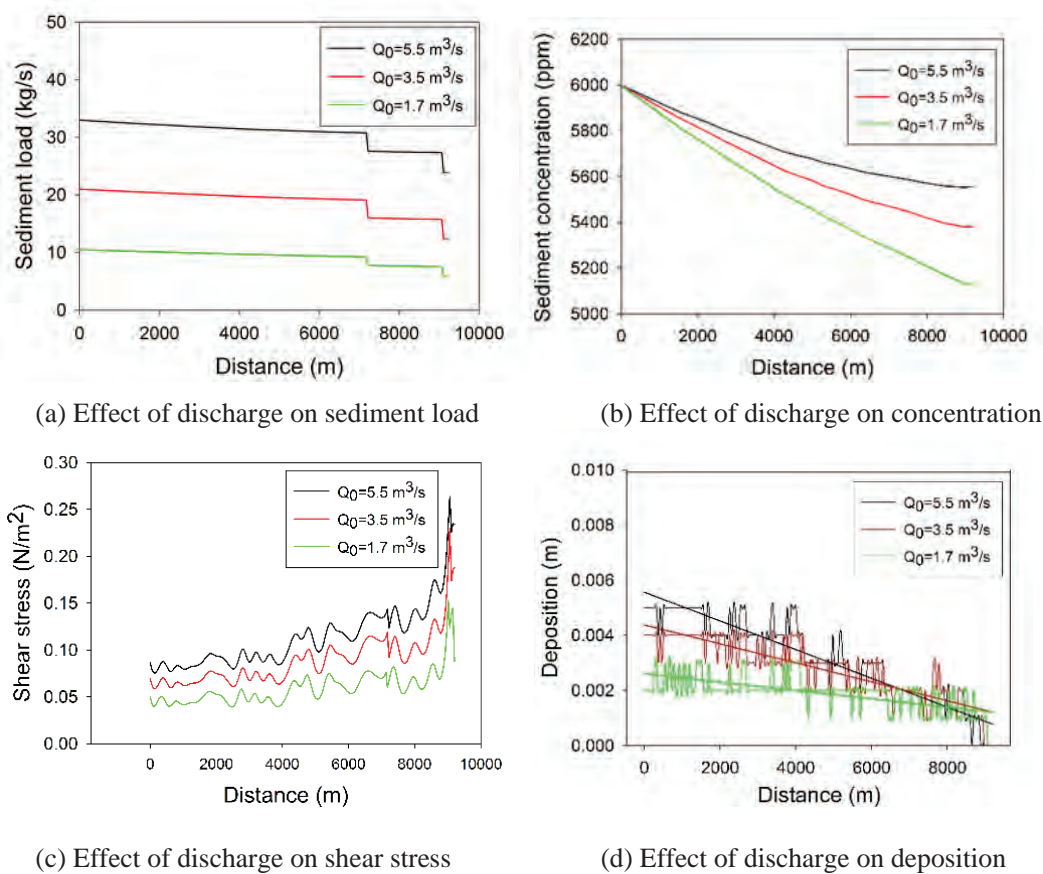 50
40
30
20
10
0
Sediment load (kg/s)
Q0=5.5 m³/s
Q0=3.5 m³/s
Q0=1.7 m³/s
0 2000 4000 6000 8000 10000
Distance (m)
(a) Effect of discharge on sediment load
6200
6000
5800
5600
5400
5200
5000
Sediment concentration (ppm)
Q0=5.5 m³/s
Q0=3.5 m³/s
Q0=1.7 m³/s
0 2000 4000 6000 8000 10000
Distance (m)
(b) Effect of discharge on concentration
0.30
0.25
0.20
0.15
0.10
0.05
0.00
Shear stress (N/m²)
Q0=5.5 m³/s
Q0=3.5 m³/s
Q0=1.7 m³/s
0 2000 4000 6000 8000 10000
Distance (m)
(c) Effect of discharge on shear stress
0.010
0.008
0.006
0.004
0.002
0.000
Deposition (m)
Q0=5.5 m³/s
Q0=3.5 m³/s
Q0=1.7 m³/s
0 2000 4000 6000 8000
Distance (m)
(d) Effect of discharge on deposition